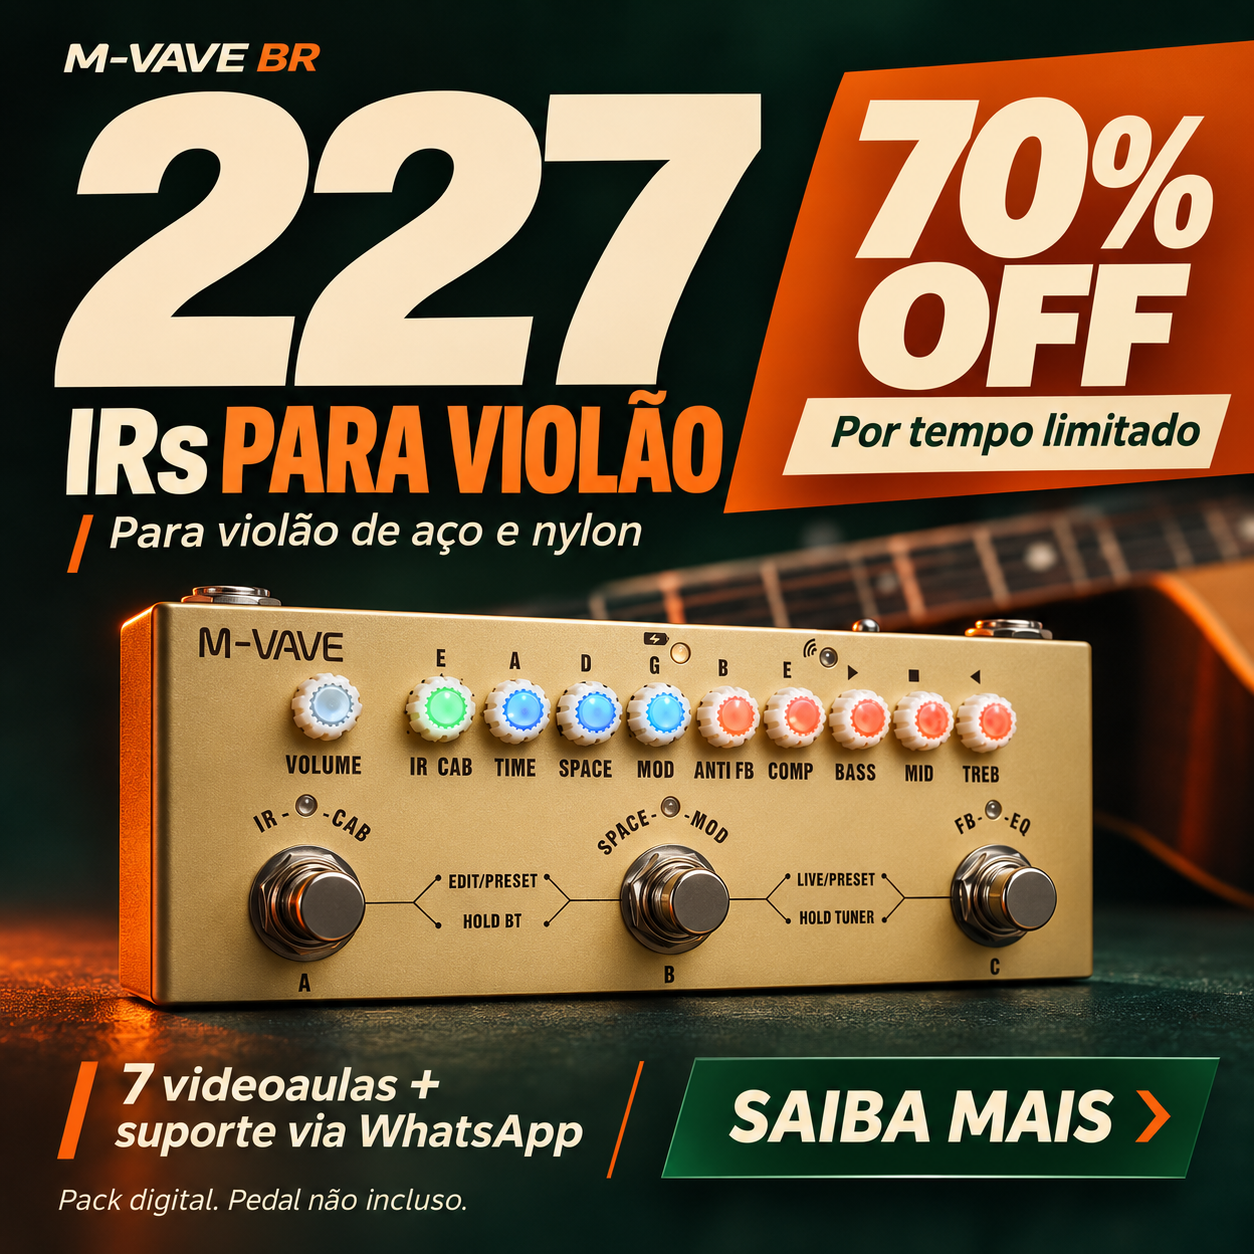 M-VAVE BR
227
IRs PARA VIOLÃO
Para violão de aço e nylon
70%
OFF
Por tempo limitado
M-VAVE
E A D G B E
VOLUME IR CAB TIME SPACE MOD ANTI FB COMP BASS MID TREB
IR - - CAB
SPACE- -MOD
FB- -EQ
EDIT/PRESET
HOLD BT
LIVE/PRESET
HOLD TUNER
A
B
C
7 videoaulas +
suporte via WhatsApp
SAIBA MAIS
Pack digital. Pedal não incluso.